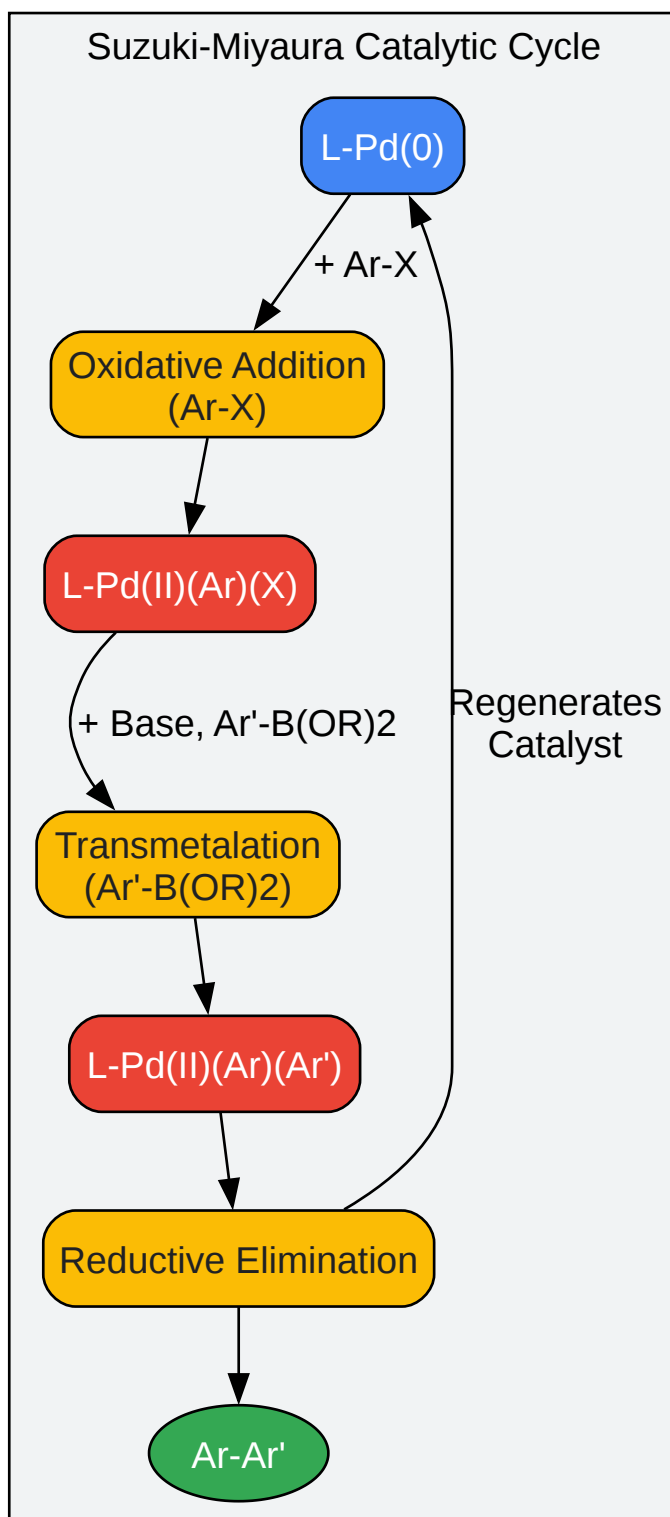 Suzuki-Miyaura Catalytic Cycle
L-Pd(0)
+ Ar-X
Oxidative Addition
(Ar-X)
L-Pd(II)(Ar)(X)
+ Base, Ar'-B(OR)2
Regenerates
Catalyst
Transmetalation
(Ar'-B(OR)2)
L-Pd(II)(Ar)(Ar')
Reductive Elimination
Ar-Ar'